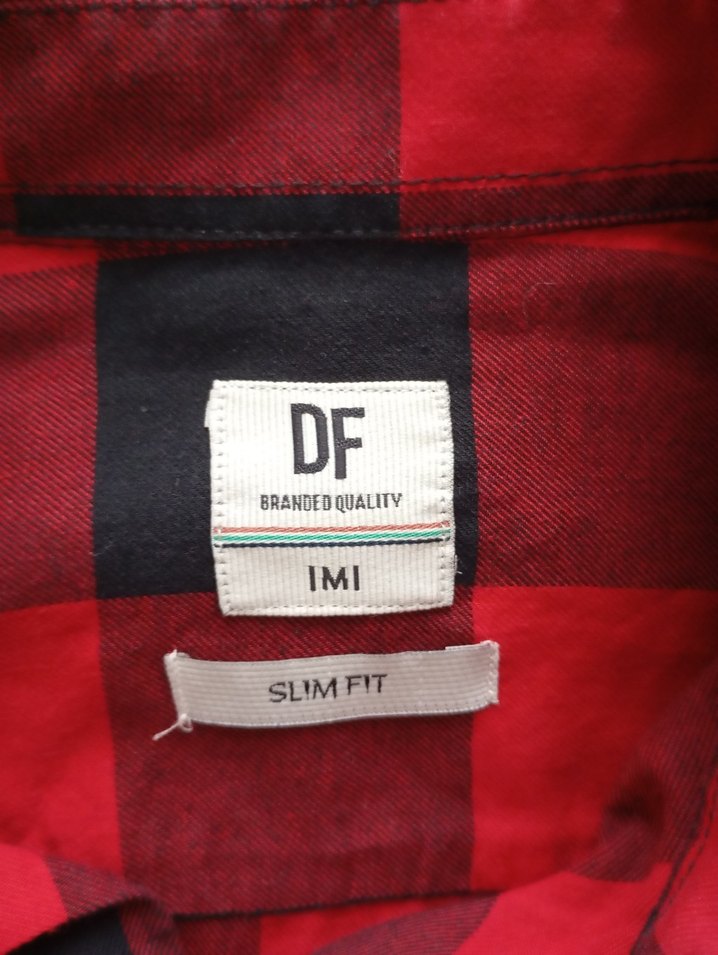 DF
BRANDED QUALITY
IMI
SLIM FIT